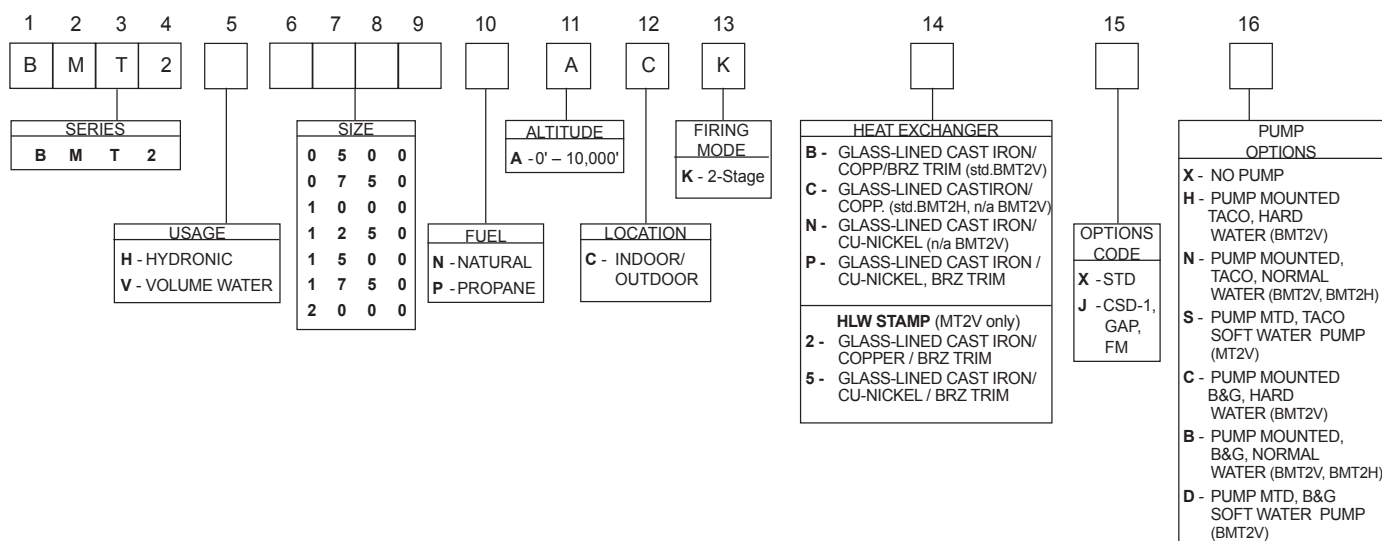 1 2 3 4 5 6 7 8 9 10 11 12 13 14 15 16
B M T 2 A C K
SERIES
B M T 2
USAGE
H - HYDRONIC
V - VOLUME WATER
SIZE
0 5 0 0
0 7 5 0
1 0 0 0
1 2 5 0
1 5 0 0
1 7 5 0
2 0 0 0
FUEL
N - NATURAL
P - PROPANE
ALTITUDE
A -0' – 10,000'
LOCATION
C - INDOOR/
OUTDOOR
FIRING
MODE
K - 2-Stage
HEAT EXCHANGER
B - GLASS-LINED CAST IRON/
COPP/BRZ TRIM (std.BMT2V)
C - GLASS-LINED CASTIRON/
COPP. (std.BMT2H, n/a BMT2V)
N - GLASS-LINED CAST IRON/
CU-NICKEL (n/a BMT2V)
P - GLASS-LINED CAST IRON /
CU-NICKEL, BRZ TRIM
HLW STAMP (MT2V only)
2 - GLASS-LINED CAST IRON/
COPPER / BRZ TRIM
5 - GLASS-LINED CAST IRON/
CU-NICKEL / BRZ TRIM
OPTIONS
CODE
X - STD
J - CSD-1,
GAP,
FM
PUMP
OPTIONS
X - NO PUMP
H - PUMP MOUNTED
TACO, HARD
WATER (BMT2V)
N - PUMP MOUNTED,
TACO, NORMAL
WATER (BMT2V, BMT2H)
S - PUMP MTD, TACO
SOFT WATER PUMP
(MT2V)
C - PUMP MOUNTED
B&G, HARD
WATER (BMT2V)
B - PUMP MOUNTED,
B&G, NORMAL
WATER (BMT2V, BMT2H)
D - PUMP MTD, B&G
SOFT WATER PUMP
(BMT2V)